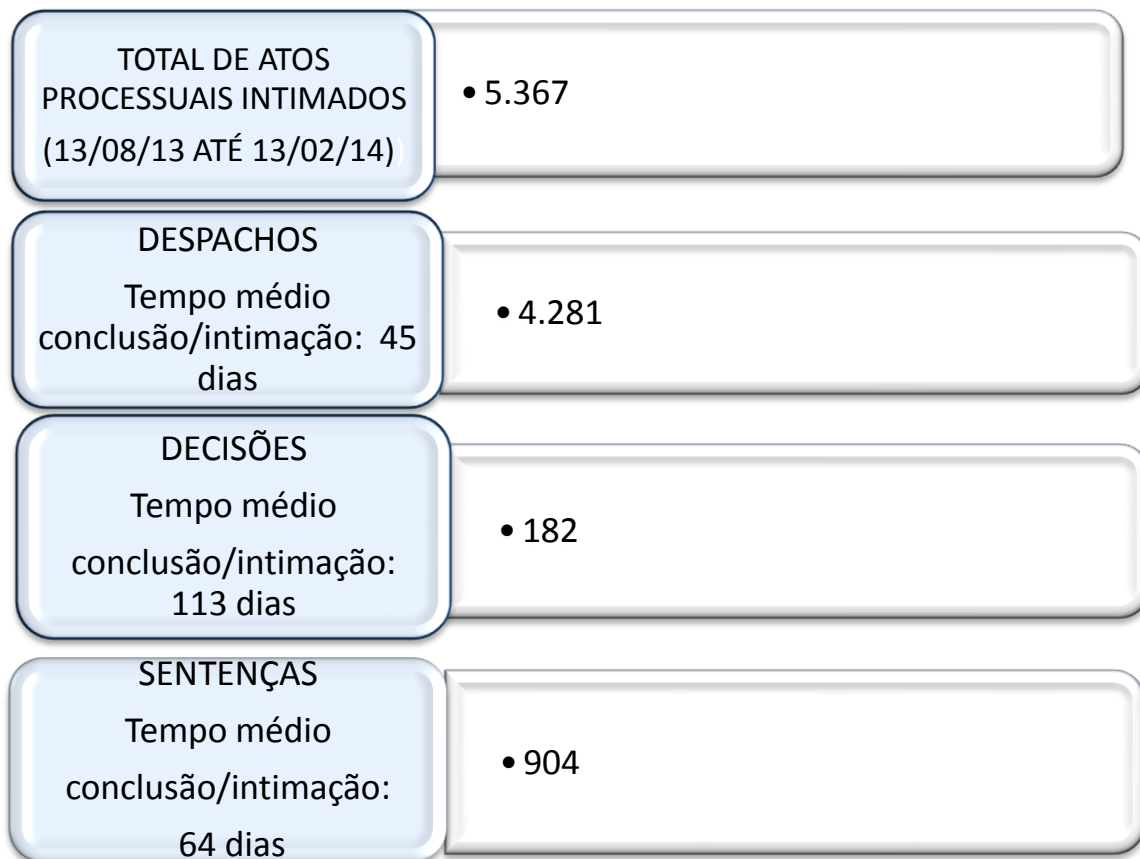 TOTAL DE ATOS
PROCESSUAIS INTIMADOS
(13/08/13 ATÉ 13/02/14))
• 5.367
DESPACHOS
Tempo médio
conclusão/intimação: 45
dias
• 4.281
DECISÕES
Tempo médio
conclusão/intimação:
113 dias
• 182
SENTENÇAS
Tempo médio
conclusão/intimação:
64 dias
• 904